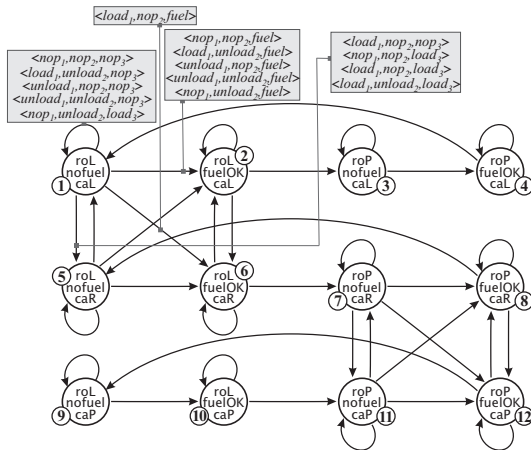 <load1,nop2,fuel>
<nop1,nop2,nop3>
<load1,unload2,nop3>
<unload1,nop2,nop3>
<unload1,unload2,nop3>
<nop1,unload2,load3>
<nop1,nop2,fuel>
<load1,unload2,fuel>
<unload1,nop2,fuel>
<unload1,unload2,fuel>
<nop1,unload2,fuel>
<load1,nop2,nop3>
<nop1,nop2,load3>
<load1,nop2,load3>
<load1,unload2,load3>
roL
nofuel
caL
1
roL
fuelOK
caL
2
roP
nofuel
caL
3
roP
fuelOK
caL
4
roL
nofuel
caR
5
roL
fuelOK
caR
6
roP
nofuel
caR
7
roP
fuelOK
caR
8
roL
nofuel
caP
9
roL
fuelOK
caP
10
roP
nofuel
caP
11
roP
fuelOK
caP
12